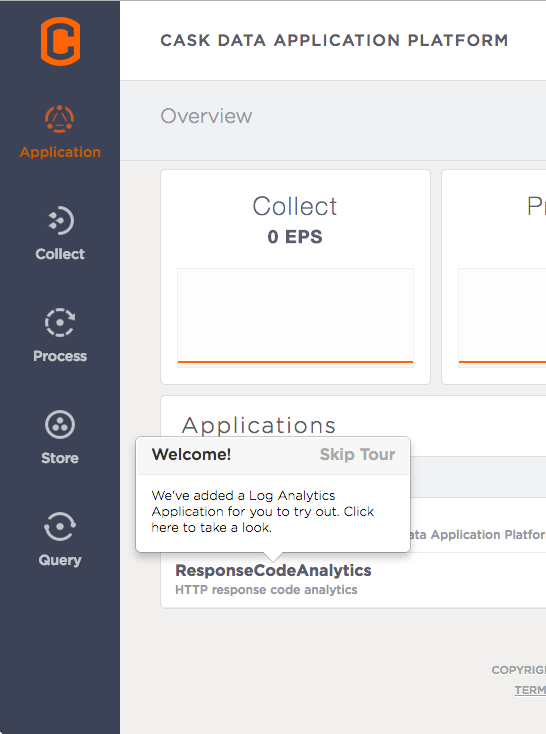 CASK DATA APPLICATION PLATFORM
Application
Collect
Process
Store
Query
Overview
Collect
0 EPS
Applications
Welcome!
Skip Tour
We've added a Log Analytics
Application for you to try out. Click
here to take a look.
ata Application Platfor
ResponseCodeAnalytics
HTTP response code analytics
COPYRIG
TERM